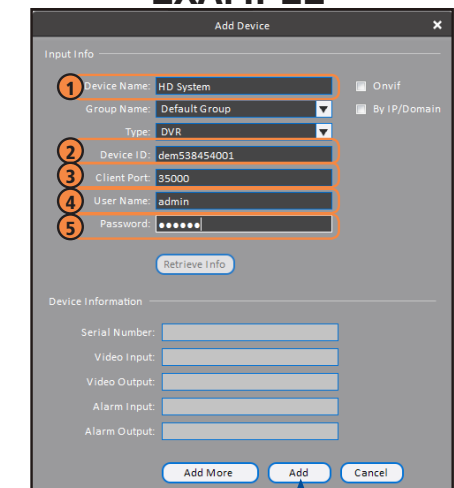 EXAMPLE
Add Device ×
Input Info
1 Device Name: HD System Onvif
Group Name: Default Group By IP/Domain
Type: DVR
2 Device ID: dem538454001
3 Client Port: 35000
4 User Name: admin
5 Password: ●●●●●●
Retrieve Info
Device Information
Serial Number:
Video Input:
Video Output:
Alarm Input:
Alarm Output:
Add More Add Cancel